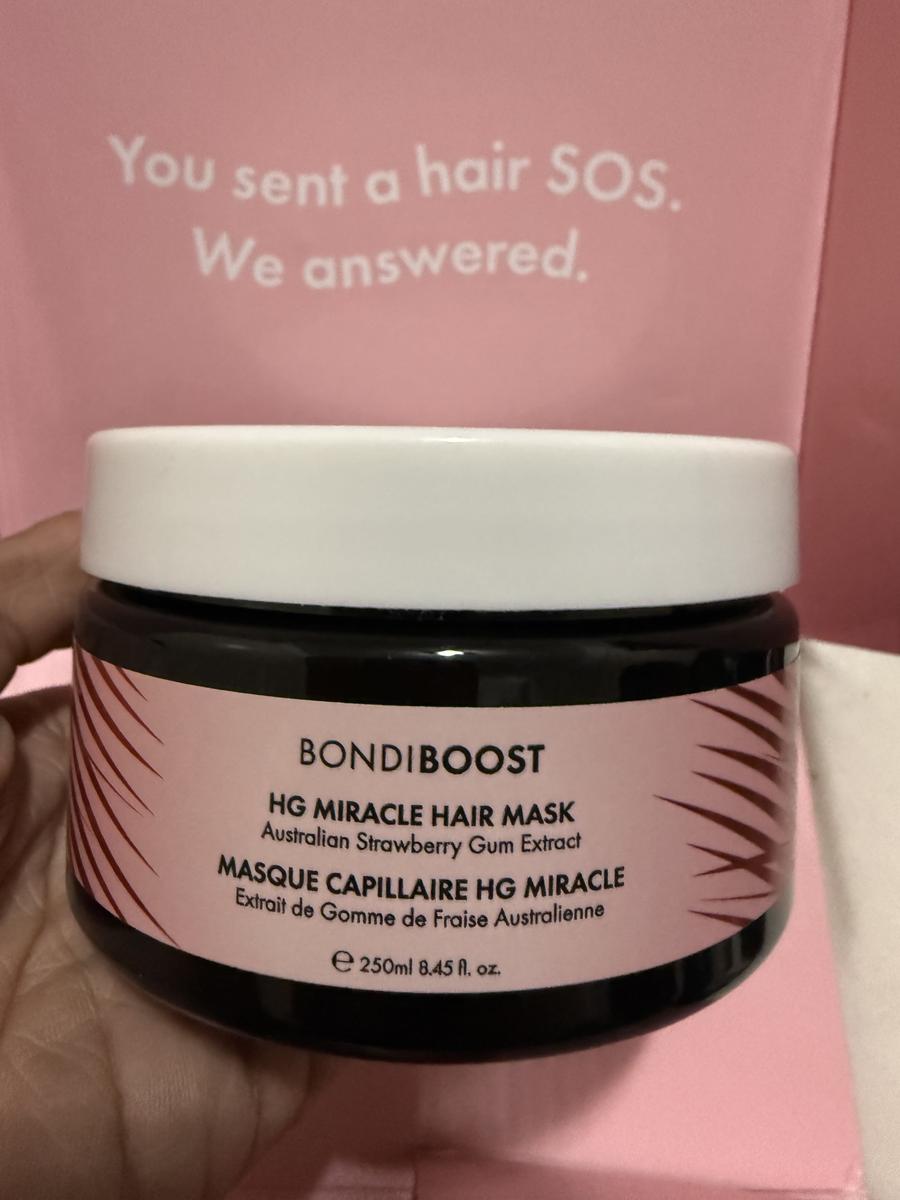 You sent a hair SOS.
We answered.
BONDIBOOST
HG MIRACLE HAIR MASK
Australian Strawberry Gum Extract
MASQUE CAPILLAIRE HG MIRACLE
Extrait de Gomme de Fraise Australienne
℮ 250ml 8.45 fl. oz.